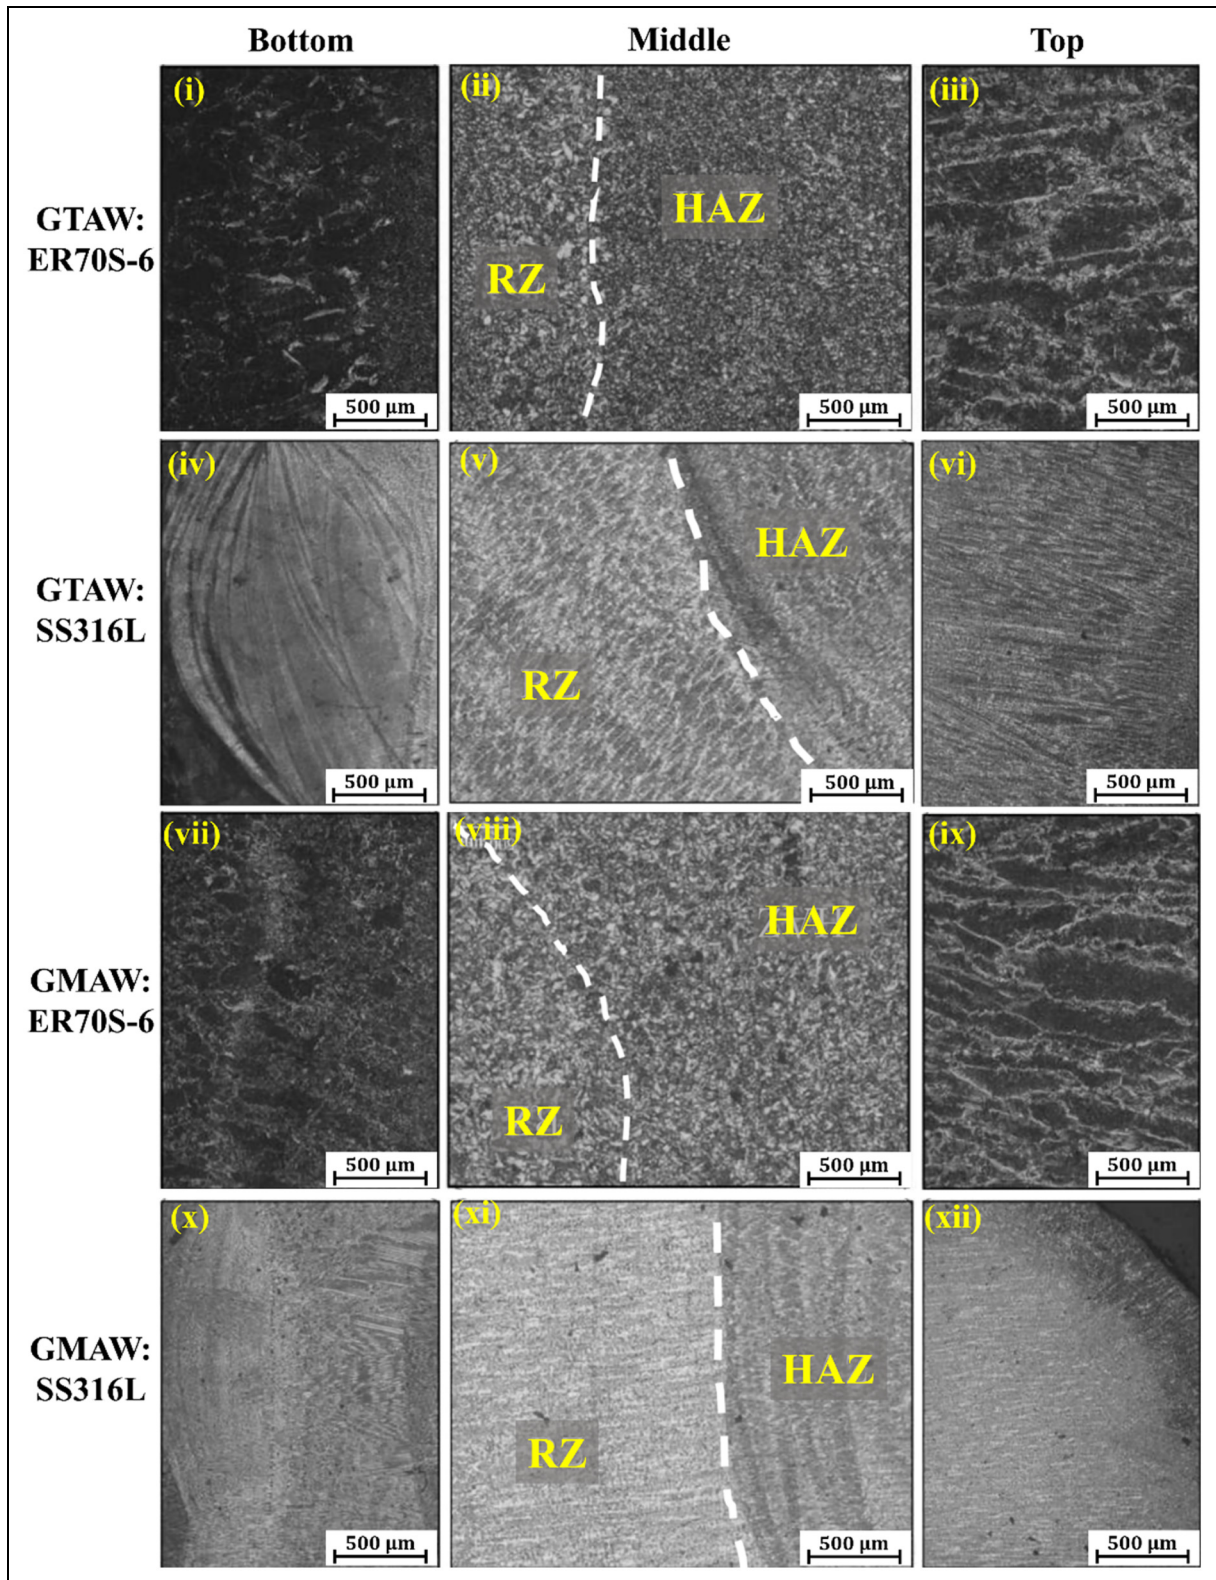 Bottom Middle Top
(i) (ii) (iii)
GTAW:
ER70S-6
HAZ
RZ
500 µm 500 µm 500 µm
(iv) (v) (vi)
GTAW:
SS316L
HAZ
RZ
500 µm 500 µm 500 µm
(vii) (viii) (ix)
GMAW:
ER70S-6
HAZ
RZ
500 µm 500 µm 500 µm
(x) (xi) (xii)
GMAW:
SS316L
HAZ
RZ
500 µm 500 µm 500 µm